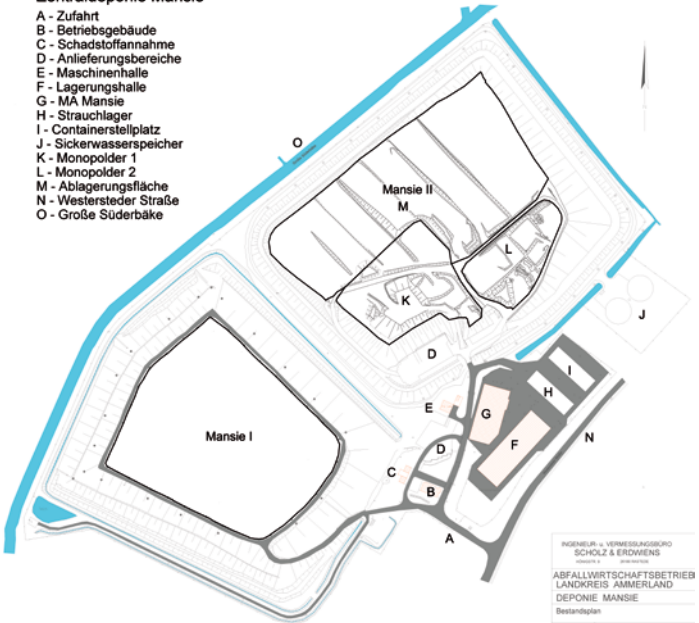 Zentraldeponie Mansie
A - Zufahrt
B - Betriebsgebäude
C - Schadstoffannahme
D - Anlieferungsbereiche
E - Maschinenhalle
F - Lagerungshalle
G - MA Mansie
H - Strauchlager
I - Containerstellplatz
J - Sickerwasserspeicher
K - Monopolder 1
L - Monopolder 2
M - Ablagerungsfläche
N - Westersteder Straße
O - Große Süderbäke
O
Mansie II
M
L
K
J
D
I
H
E
G
N
F
Mansie I
D
C
B
A
INGENIEUR- u. VERMESSUNGSBÜRO
SCHOLZ & ERDWIENS
ABFALLWIRTSCHAFTSBETRIEB
LANDKREIS AMMERLAND
DEPONIE MANSIE
Bestandsplan